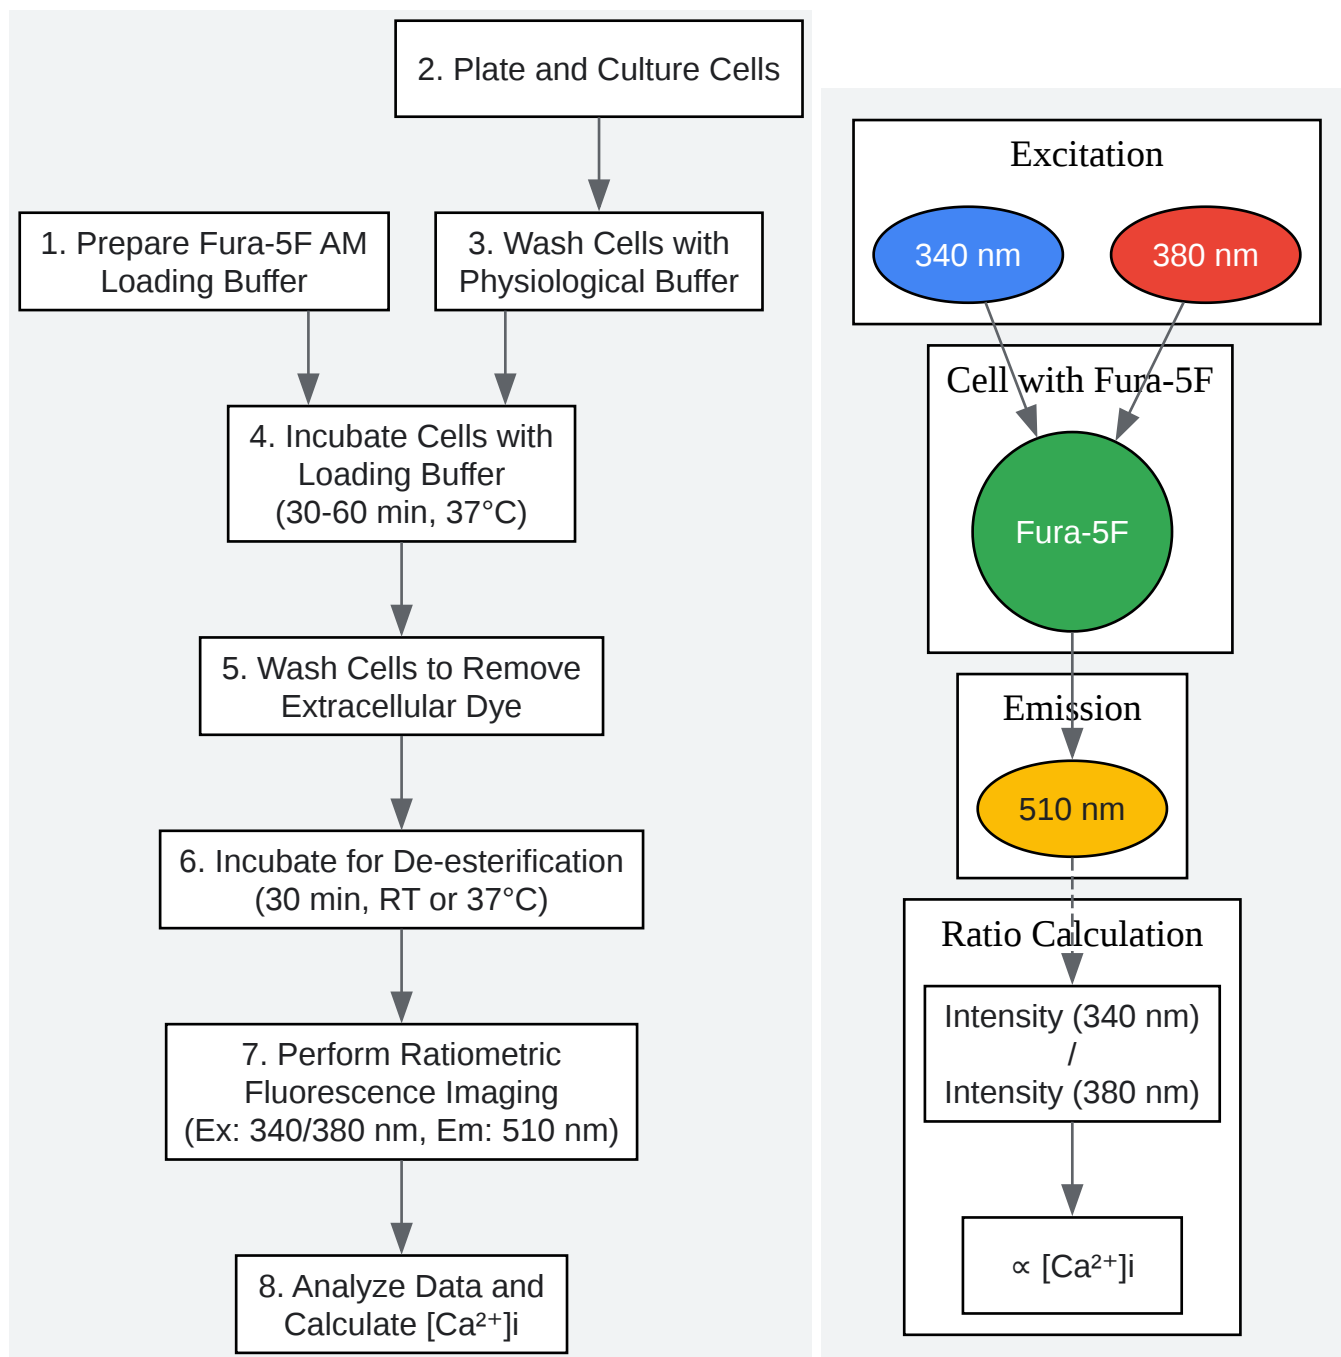 2. Plate and Culture Cells
1. Prepare Fura-5F AM
Loading Buffer
3. Wash Cells with
Physiological Buffer
4. Incubate Cells with
Loading Buffer
(30-60 min, 37°C)
5. Wash Cells to Remove
Extracellular Dye
6. Incubate for De-esterification
(30 min, RT or 37°C)
7. Perform Ratiometric
Fluorescence Imaging
(Ex: 340/380 nm, Em: 510 nm)
8. Analyze Data and
Calculate [Ca²⁺]i
Excitation
340 nm
380 nm
Cell with Fura-5F
Fura-5F
Emission
510 nm
Ratio Calculation
Intensity (340 nm)
/
Intensity (380 nm)
∝ [Ca²⁺]i